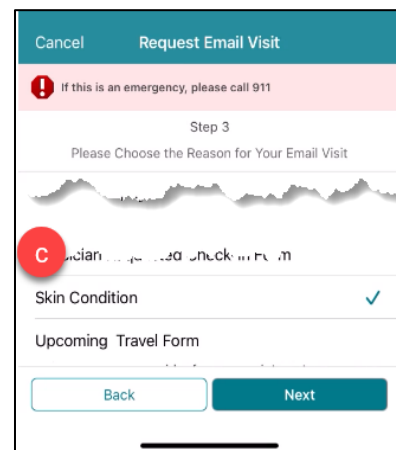 Cancel Request Email Visit
If this is an emergency, please call 911
Step 3
Please Choose the Reason for Your Email Visit
C
Skin Condition
Upcoming Travel Form
Back Next